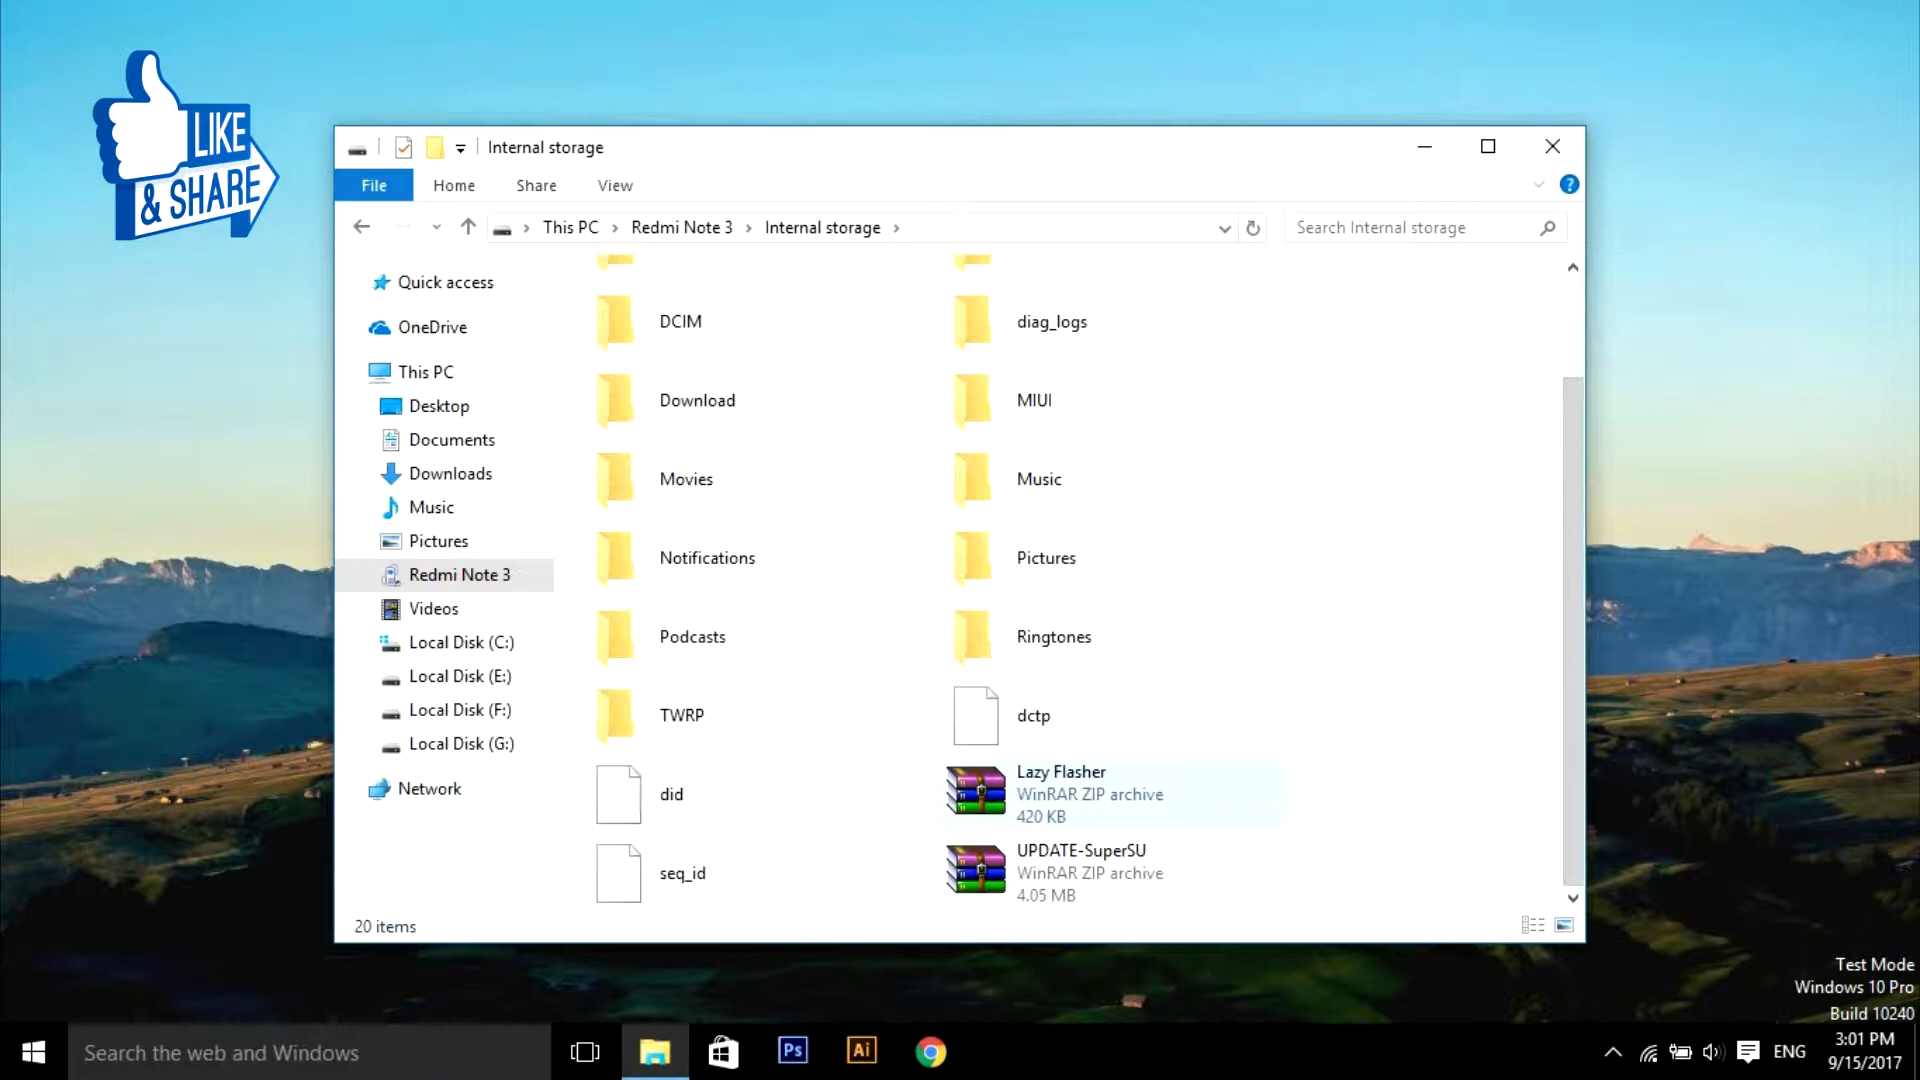 LIKE
& SHARE
Internal storage
File
Home
Share
View
This PC
Redmi Note 3
Internal storage
Search Internal storage
Quick access
OneDrive
This PC
Desktop
Documents
Downloads
Music
Pictures
Redmi Note 3
Videos
Local Disk (C:)
Local Disk (E:)
Local Disk (F:)
Local Disk (G:)
Network
DCIM
diag_logs
Download
MIUI
Movies
Music
Notifications
Pictures
Podcasts
Ringtones
TWRP
dctp
did
Lazy Flasher
WinRAR ZIP archive
420 KB
seq_id
UPDATE-SuperSU
WinRAR ZIP archive
4.05 MB
20 items
Test Mode
Windows 10 Pro
Build 10240
Search the web and Windows
Ps
Ai
ENG
3:01 PM
9/15/2017